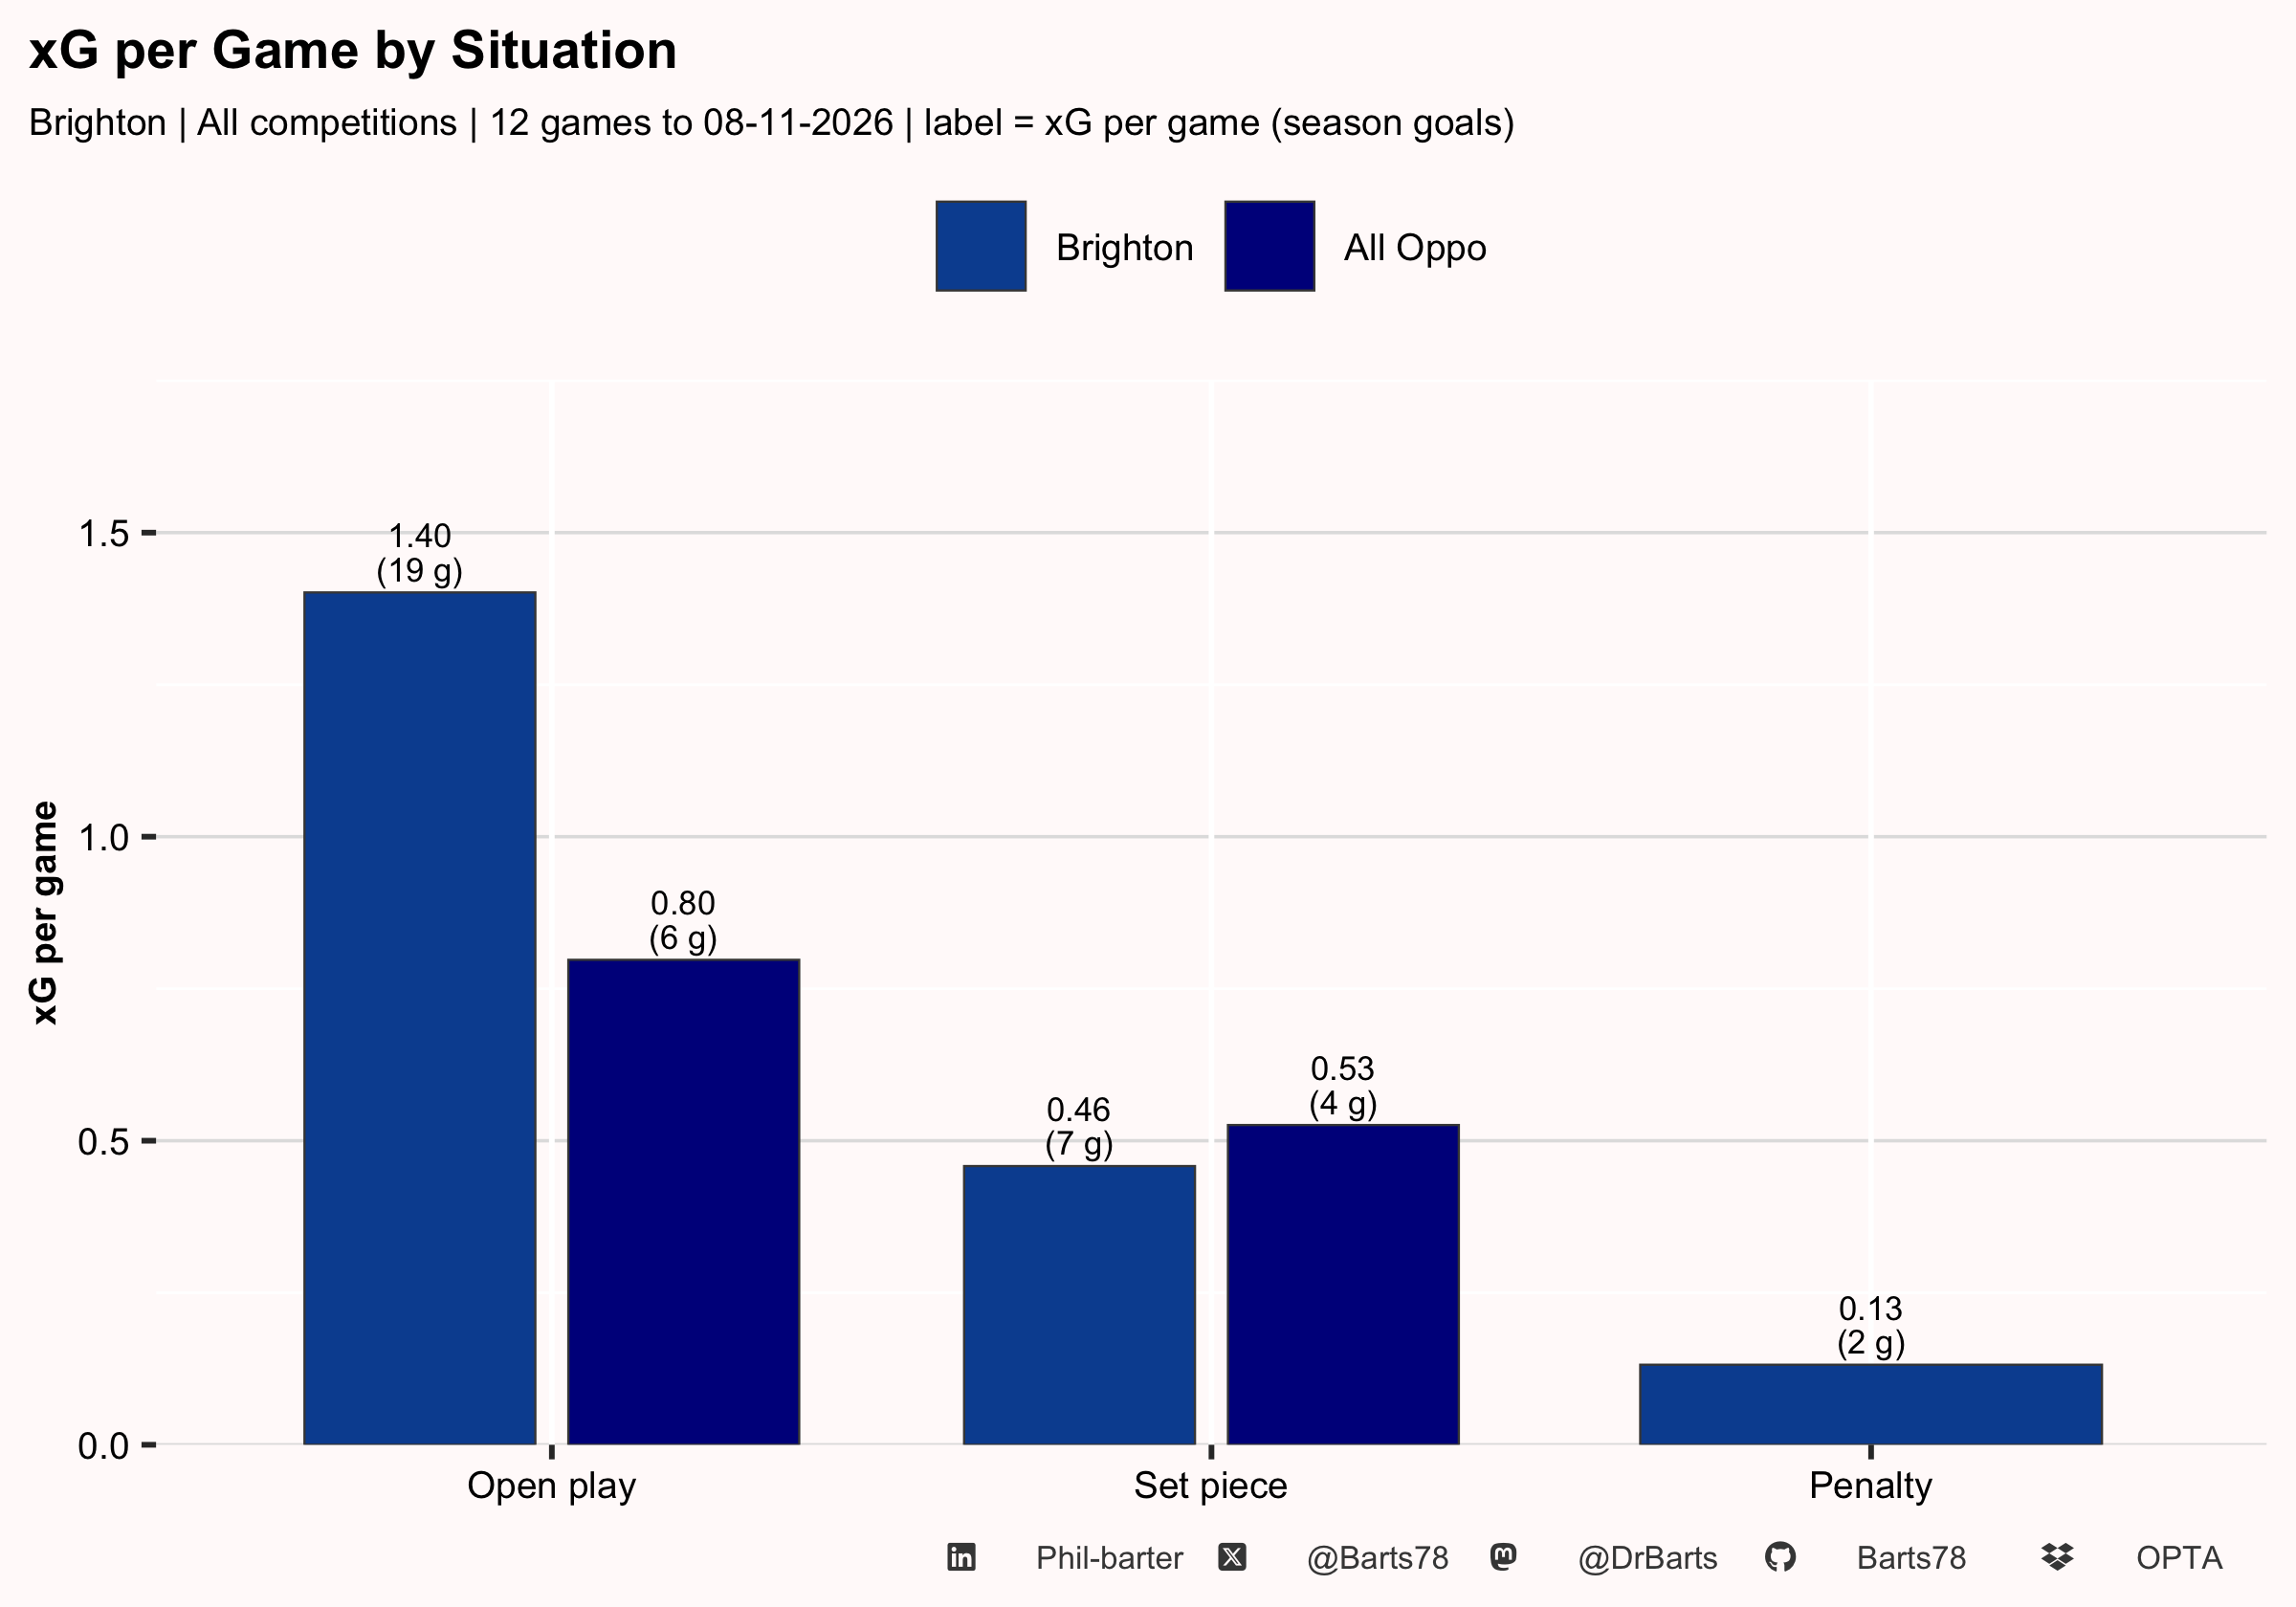 xG per Game by Situation
Brighton | All competitions | 12 games to 08-11-2026 | label = xG per game (season goals)
Brighton
All Oppo
xG per game
1.5
1.0
0.5
0.0
1.40
(19 g)
0.80
(6 g)
0.46
(7 g)
0.53
(4 g)
0.13
(2 g)
Open play
Set piece
Penalty
Phil-barter @Barts78 @DrBarts Barts78 OPTA